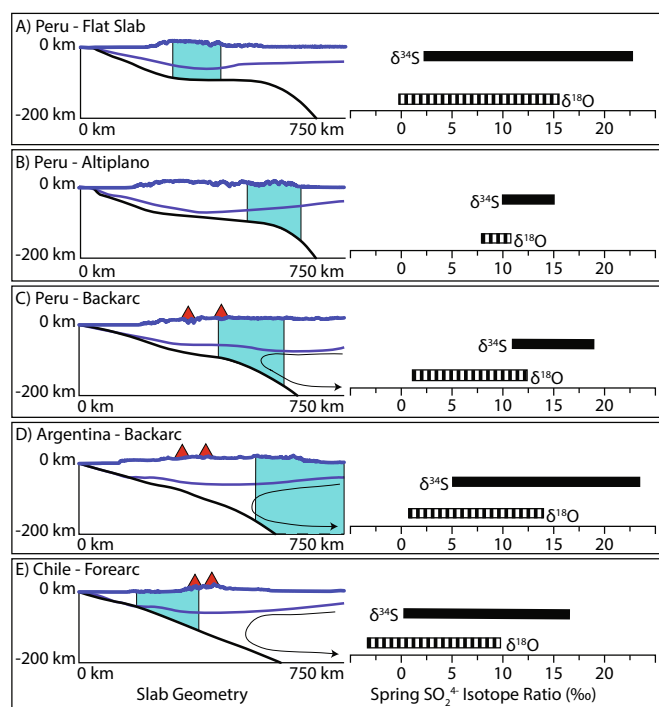 A) Peru - Flat Slab
0 km
-200 km
0 km
750 km
δ³⁴S
δ¹⁸O
0 5 10 15 20
B) Peru - Altiplano
0 km
-200 km
0 km
750 km
δ³⁴S
δ¹⁸O
0 5 10 15 20
C) Peru - Backarc
0 km
-200 km
0 km
750 km
δ³⁴S
δ¹⁸O
0 5 10 15 20
D) Argentina - Backarc
0 km
-200 km
0 km
750 km
δ³⁴S
δ¹⁸O
0 5 10 15 20
E) Chile - Forearc
0 km
-200 km
0 km
750 km
δ³⁴S
δ¹⁸O
0 5 10 15 20
Slab Geometry
Spring SO₂⁴⁻ Isotope Ratio (‰)